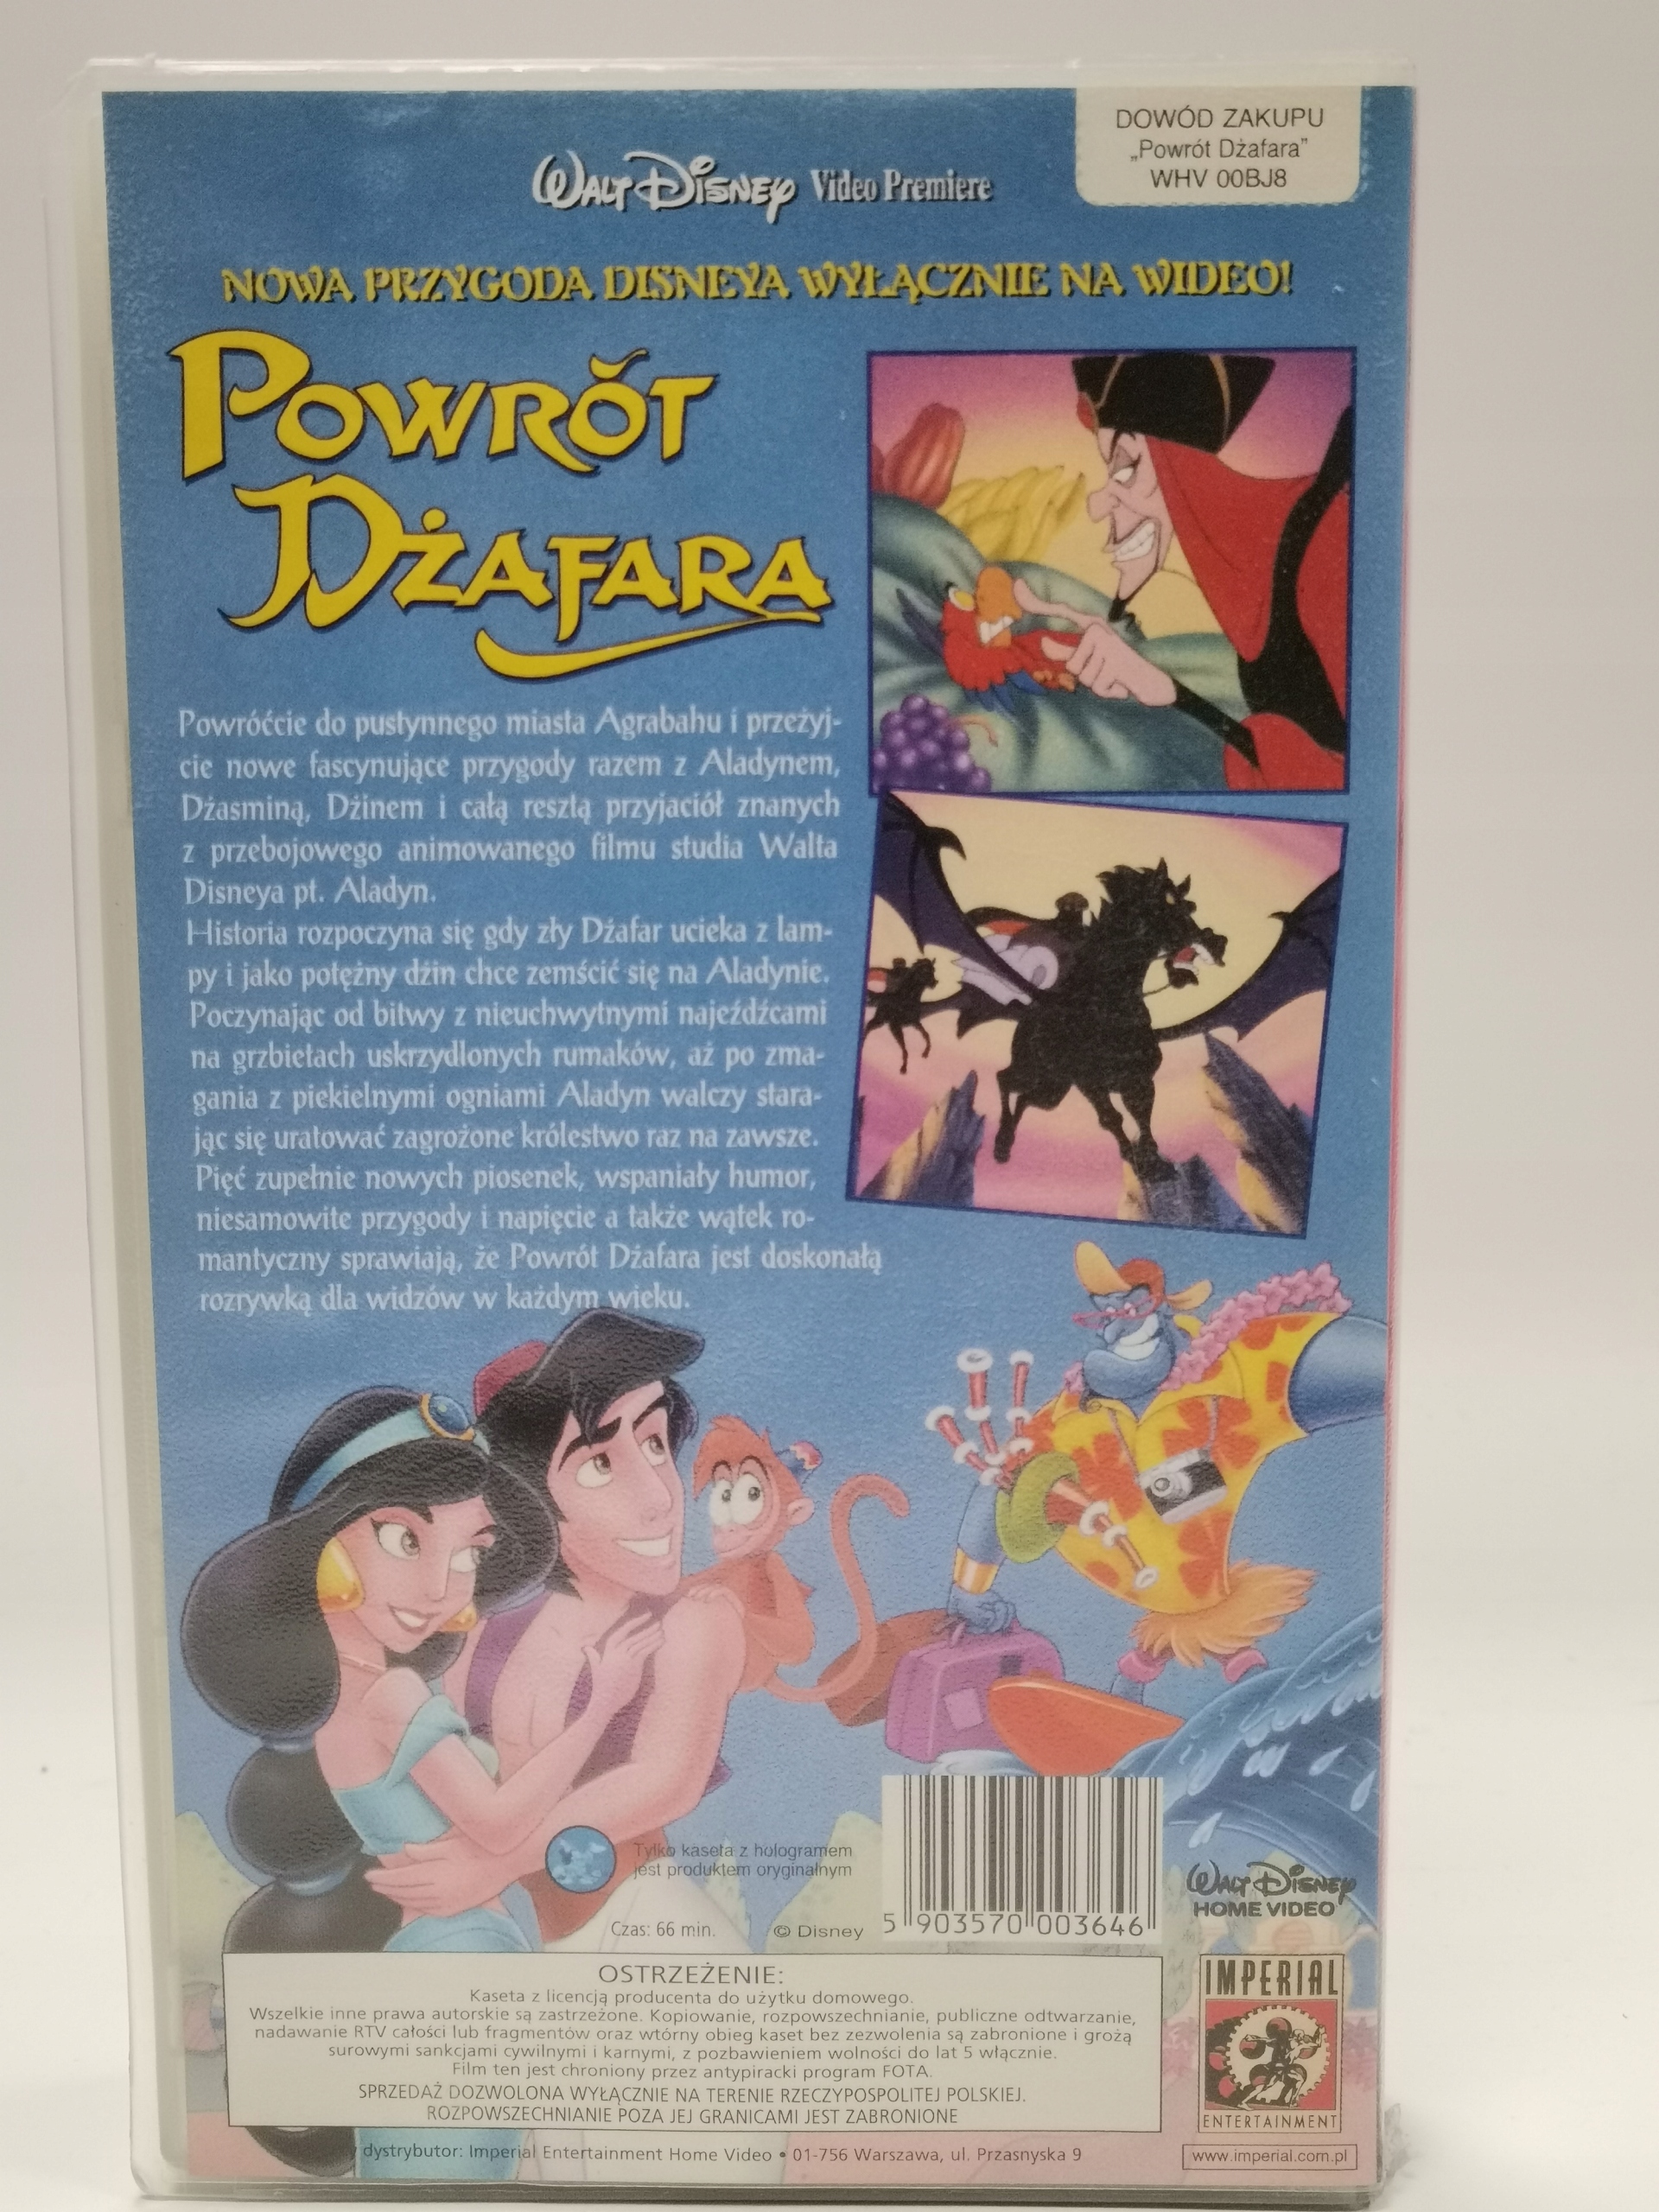 DOWÓD ZAKUPU
„Powrót Dżafara"
WHV 00BJ8
WALT DISNEY Video Premiere
NOWA PRZYGODA DISNEYA WYŁĄCZNIE NA WIDEO!
POWRÓT
DŻAFARA
Powróćcie do pustynnego miasta Agrabahu i przeżyj-
cie nowe fascynujące przygody razem z Aladynem,
Dżasminą, Dżinem i całą resztą przyjaciół znanych
z przebojowego animowanego filmu studia Walta
Disneya pt. Aladyn.
Historia rozpoczyna się gdy zły Dżafar ucieka z lam-
py i jako potężny dżin chce zemścić się na Aladynie.
Poczynając od bitwy z nieuchwytnymi najeźdźcami
na grzbietach uskrzydlonych rumaków, aż po zma-
gania z piekielnymi ogniami Aladyn walczy stara-
jąc się uratować zagrożone królestwo raz na zawsze.
Pięć zupełnie nowych piosenek, wspaniały humor,
niesamowite przygody i napięcie a także wątek ro-
mantyczny sprawiają, że Powrót Dżafara jest doskonałą
rozrywką dla widzów w każdym wieku.
Tylko kaseta z hologramem
jest produktem oryginalnym
Czas: 66 min.
© Disney
5 903570 003646
WALT DISNEY
HOME VIDEO
OSTRZEŻENIE:
Kaseta z licencją producenta do użytku domowego.
Wszelkie inne prawa autorskie są zastrzeżone. Kopiowanie, rozpowszechnianie, publiczne odtwarzanie,
nadawanie RTV całości lub fragmentów oraz wtórny obieg kaset bez zezwolenia są zabronione i grożą
surowymi sankcjami cywilnymi i karnymi, z pozbawieniem wolności do lat 5 włącznie.
Film ten jest chroniony przez antypiracki program FOTA.
SPRZEDAŻ DOZWOLONA WYŁĄCZNIE NA TERENIE RZECZYPOSPOLITEJ POLSKIEJ.
ROZPOWSZECHNIANIE POZA JEJ GRANICAMI JEST ZABRONIONE
IMPERIAL
ENTERTAINMENT
dystrybutor: Imperial Entertainment Home Video • 01-756 Warszawa, ul. Przasnyska 9
www.imperial.com.pl